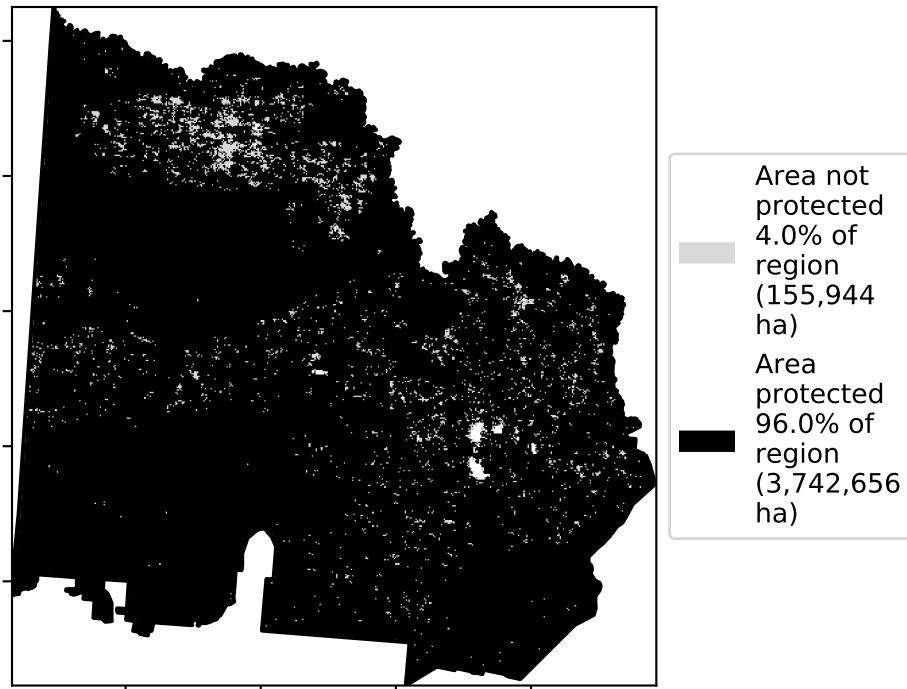 Area not
protected
4.0% of
region
(155,944
ha)
Area
protected
96.0% of
region
(3,742,656
ha)